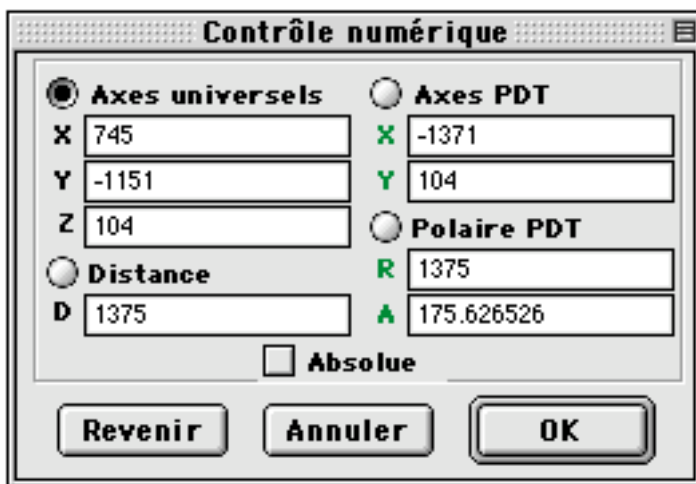 Contrôle numérique
Axes universels
X 745
Y -1151
Z 104
Distance
D 1375
Axes PDT
X -1371
Y 104
Polaire PDT
R 1375
A 175.626526
Absolue
Revenir Annuler OK